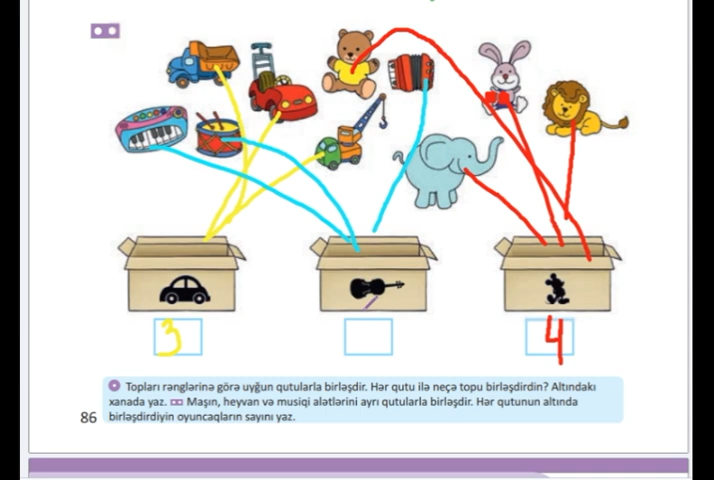 3
4
Topları rənglərinə görə uyğun qutularla birləşdir. Hər qutu ilə neçə topu birləşdirdin? Altındakı
xanada yaz. Maşın, heyvan və musiqi alətlərini ayrı qutularla birləşdir. Hər qutunun altında
86 birləşdirdiyin oyuncaqların sayını yaz.